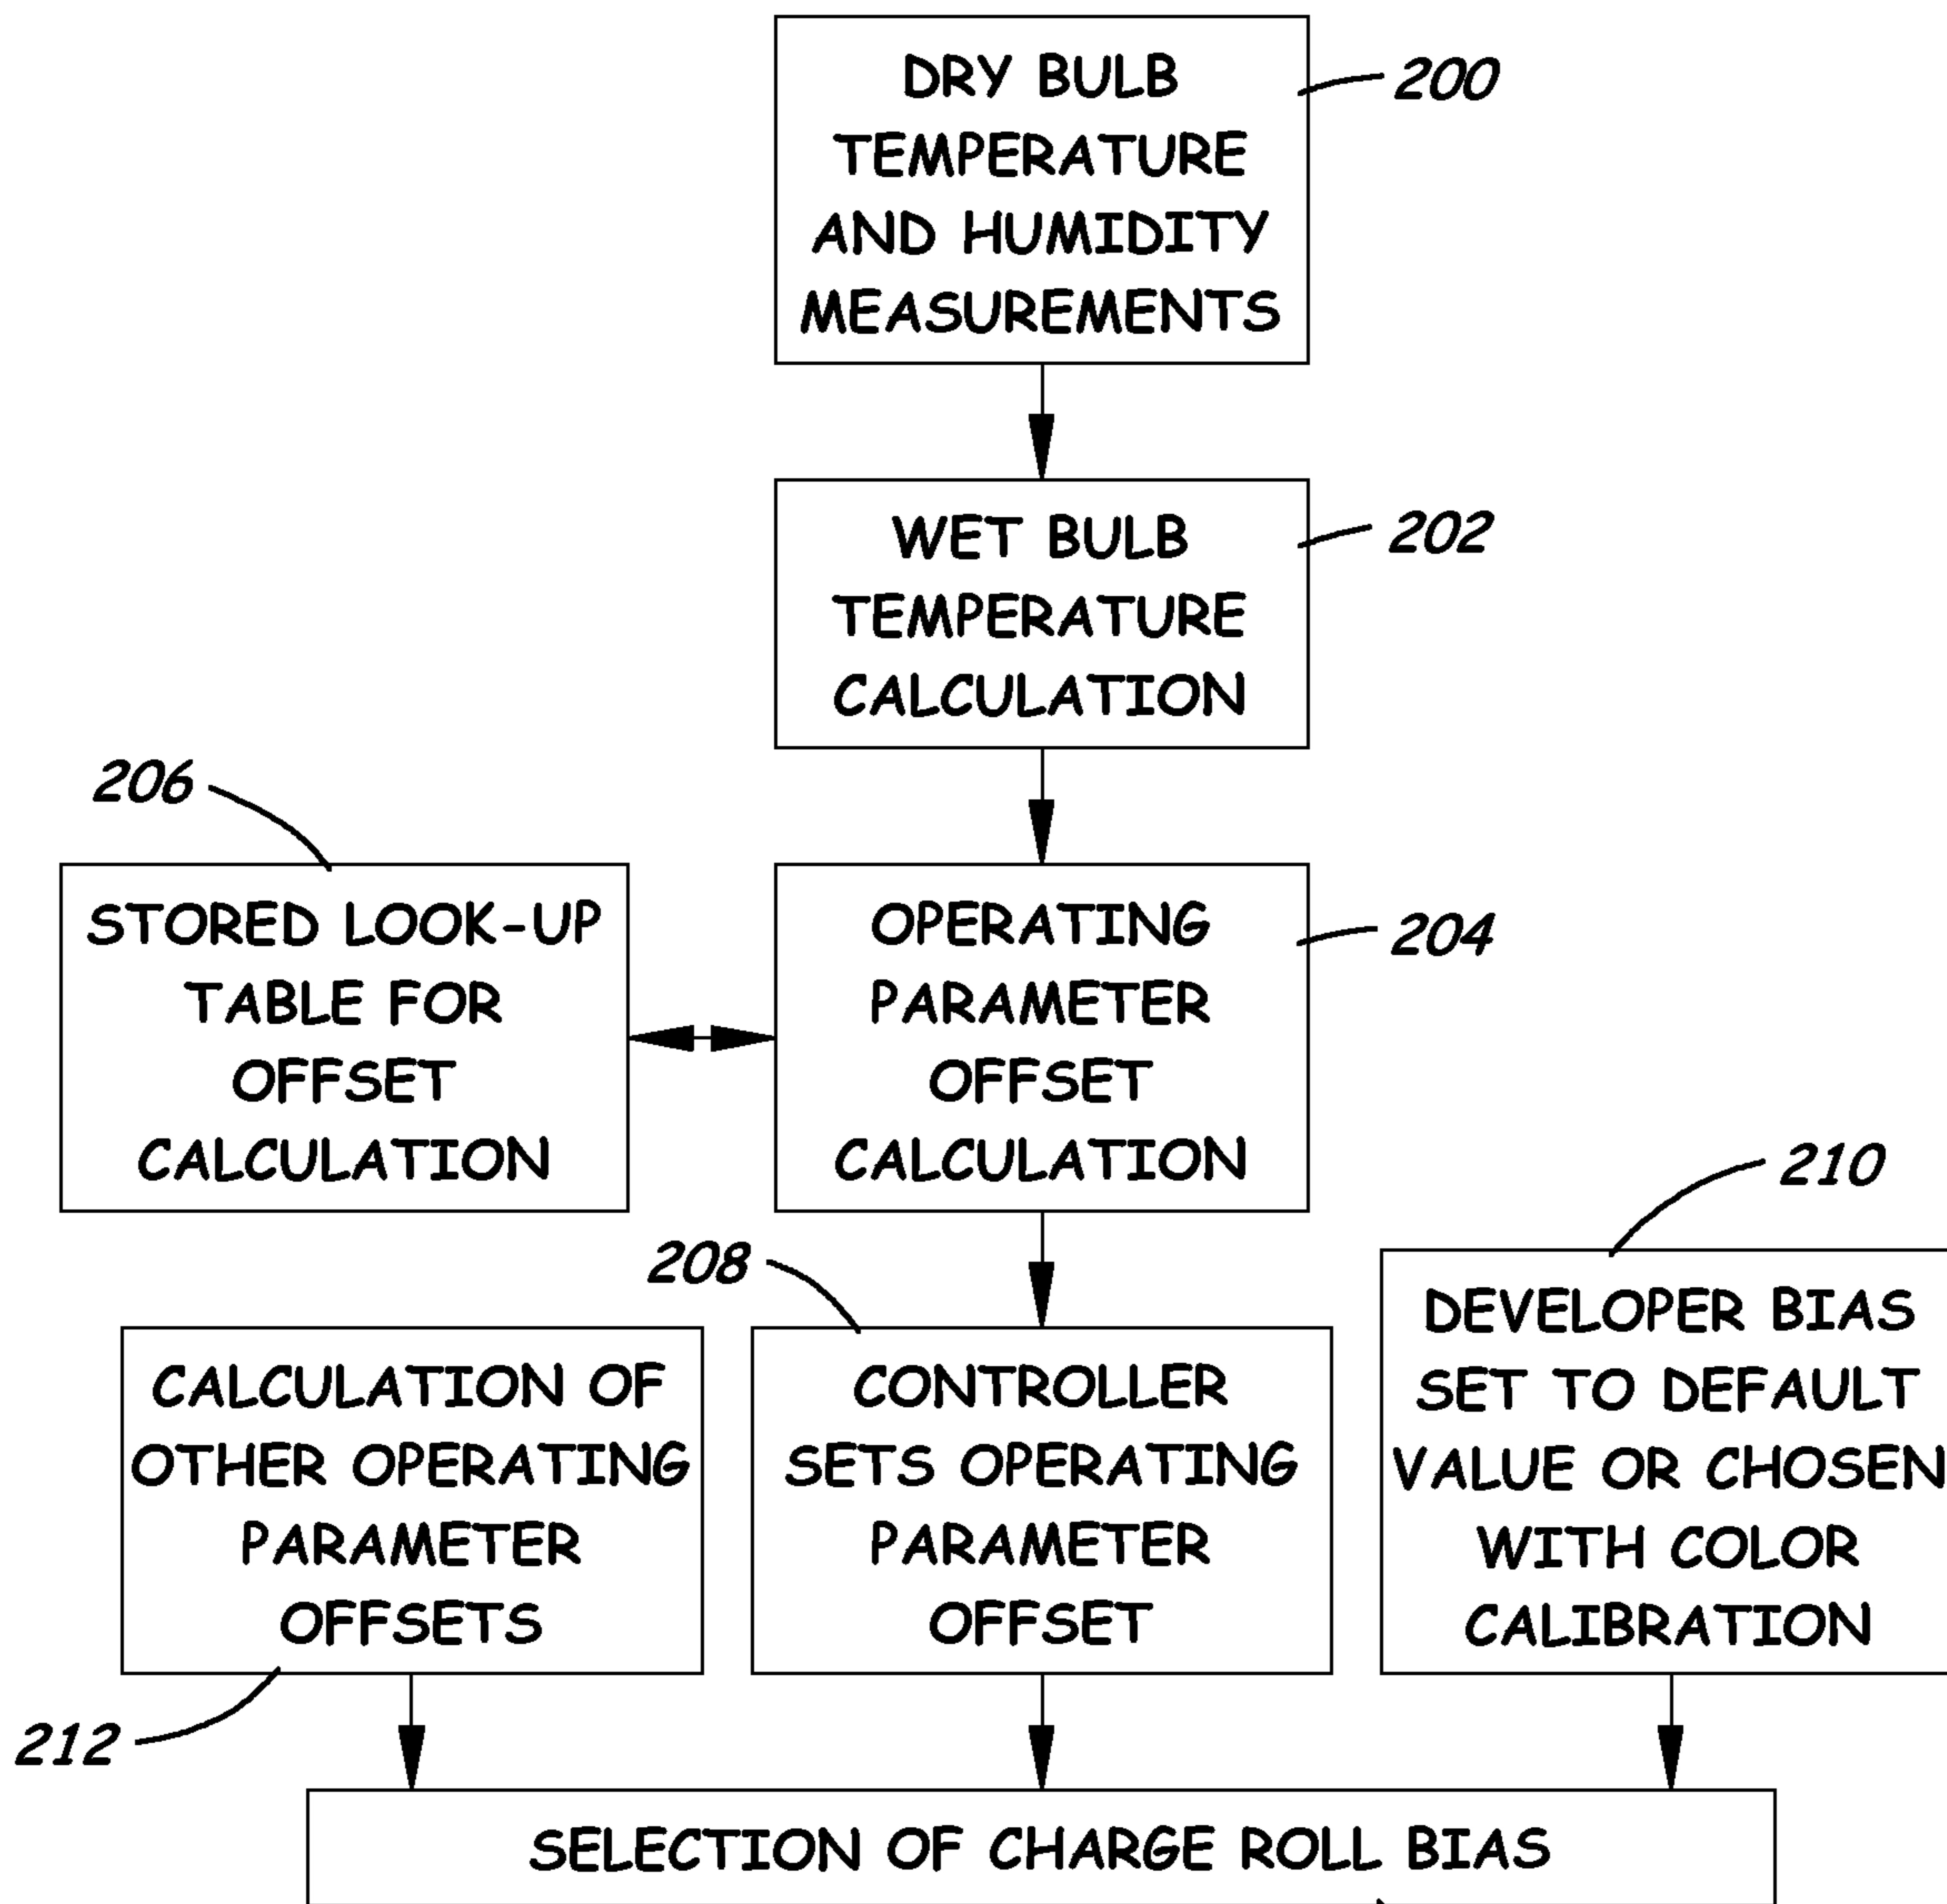 DRY BULB
TEMPERATURE
AND HUMIDITY
MEASUREMENTS
200
WET BULB
TEMPERATURE
CALCULATION
202
206
STORED LOOK-UP
TABLE FOR
OFFSET
CALCULATION
OPERATING
PARAMETER
OFFSET
CALCULATION
204
208
210
CALCULATION OF
OTHER OPERATING
PARAMETER
OFFSETS
212
CONTROLLER
SETS OPERATING
PARAMETER
OFFSET
DEVELOPER BIAS
SET TO DEFAULT
VALUE OR CHOSEN
WITH COLOR
CALIBRATION
SELECTION OF CHARGE ROLL BIAS